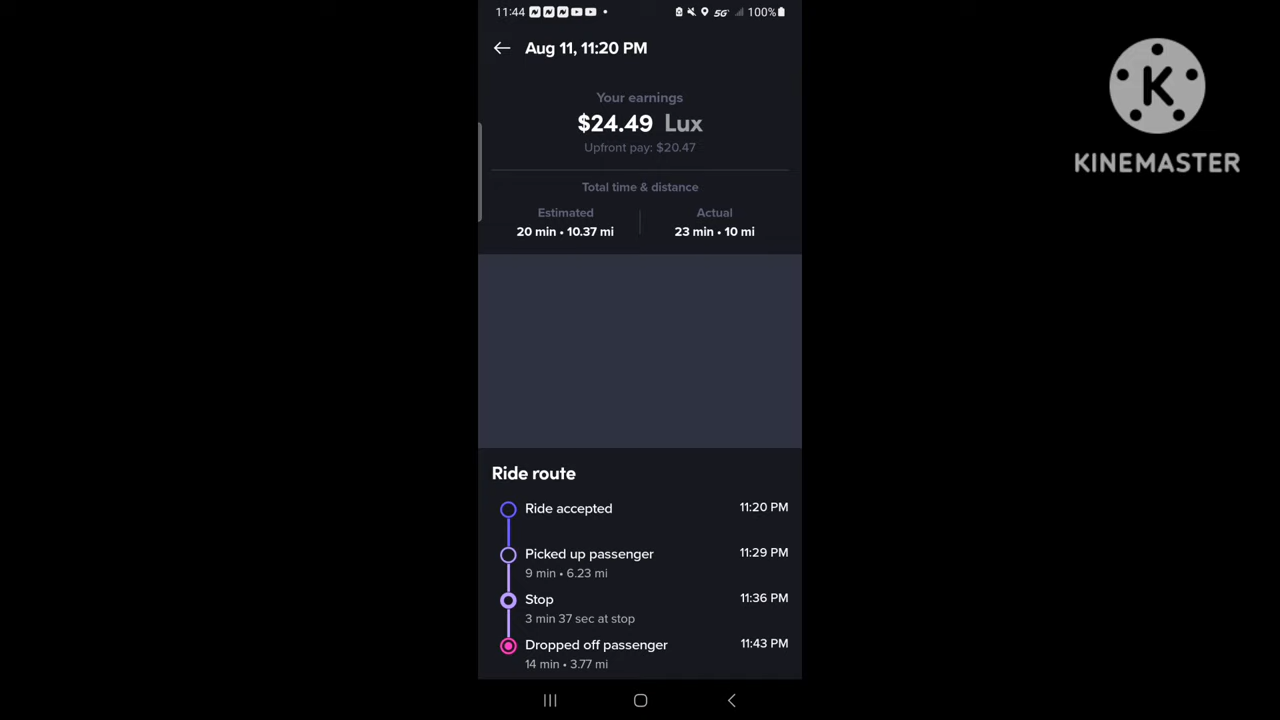 11:44 5G 100%
Aug 11, 11:20 PM
Your earnings
$24.49 Lux
Upfront pay: $20.47
Total time & distance
Estimated Actual
20 min • 10.37 mi 23 min • 10 mi
Ride route
Ride accepted 11:20 PM
Picked up passenger 11:29 PM
9 min • 6.23 mi
Stop 11:36 PM
3 min 37 sec at stop
Dropped off passenger 11:43 PM
14 min • 3.77 mi
K
KINEMASTER